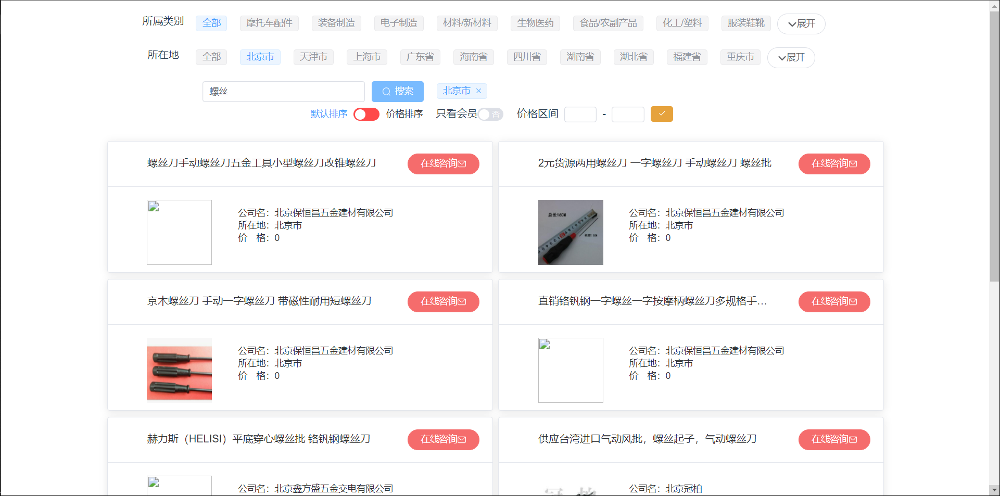 所属类别 全部 摩托车配件 装备制造 电子制造 材料/新材料 生物医药 食品/农副产品 化工/塑料 服装鞋靴 展开
所在地 全部 北京市 天津市 上海市 广东省 海南省 四川省 湖南省 湖北省 福建省 重庆市 展开
螺丝 搜索 北京市
默认排序 价格排序 只看会员 否 价格区间 -
螺丝刀手动螺丝刀五金工具小型螺丝刀改锥螺丝刀 在线咨询
公司名：北京保恒昌五金建材有限公司
所在地：北京市
价 格：0
2元货源两用螺丝刀 一字螺丝刀 手动螺丝刀 螺丝批 在线咨询
总长16CM
公司名：北京保恒昌五金建材有限公司
所在地：北京市
价 格：0
京木螺丝刀 手动一字螺丝刀 带磁性耐用短螺丝刀 在线咨询
公司名：北京保恒昌五金建材有限公司
所在地：北京市
价 格：0
直销铬钒钢一字螺丝一字按摩柄螺丝刀多规格手... 在线咨询
公司名：北京保恒昌五金建材有限公司
所在地：北京市
价 格：0
赫力斯（HELISI）平底穿心螺丝批 铬钒钢螺丝刀 在线咨询
公司名：北京鑫方盛五金交电有限公司
供应台湾进口气动风批，螺丝起子，气动螺丝刀 在线咨询
冠柏
公司名：北京冠柏